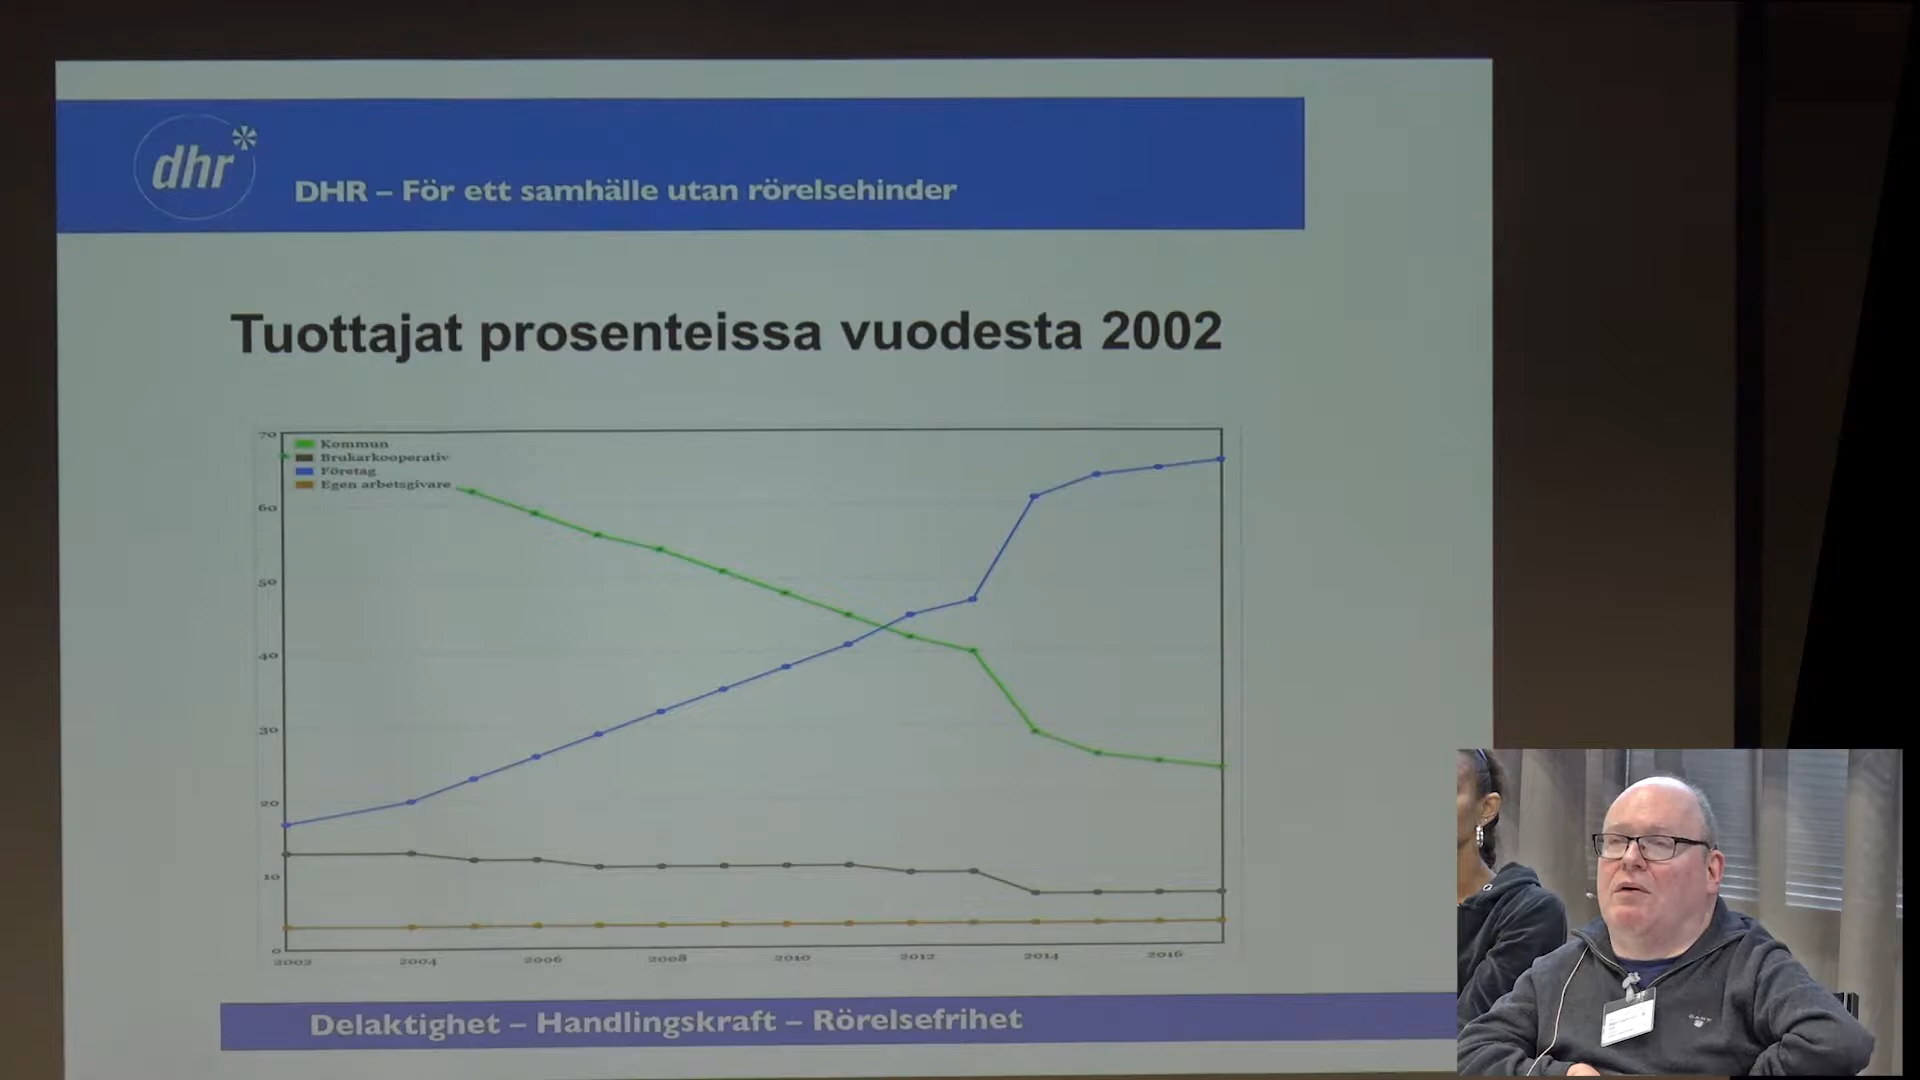 dhr
DHR – För ett samhälle utan rörelsehinder
Tuottajat prosenteissa vuodesta 2002
Kommun
Brukarkooperativ
Företag
Egen arbetsgivare
70
60
50
40
30
20
10
0
2002 2004 2006 2008 2010 2012 2014 2016
Delaktighet – Handlingskraft – Rörelsefrihet
GANT